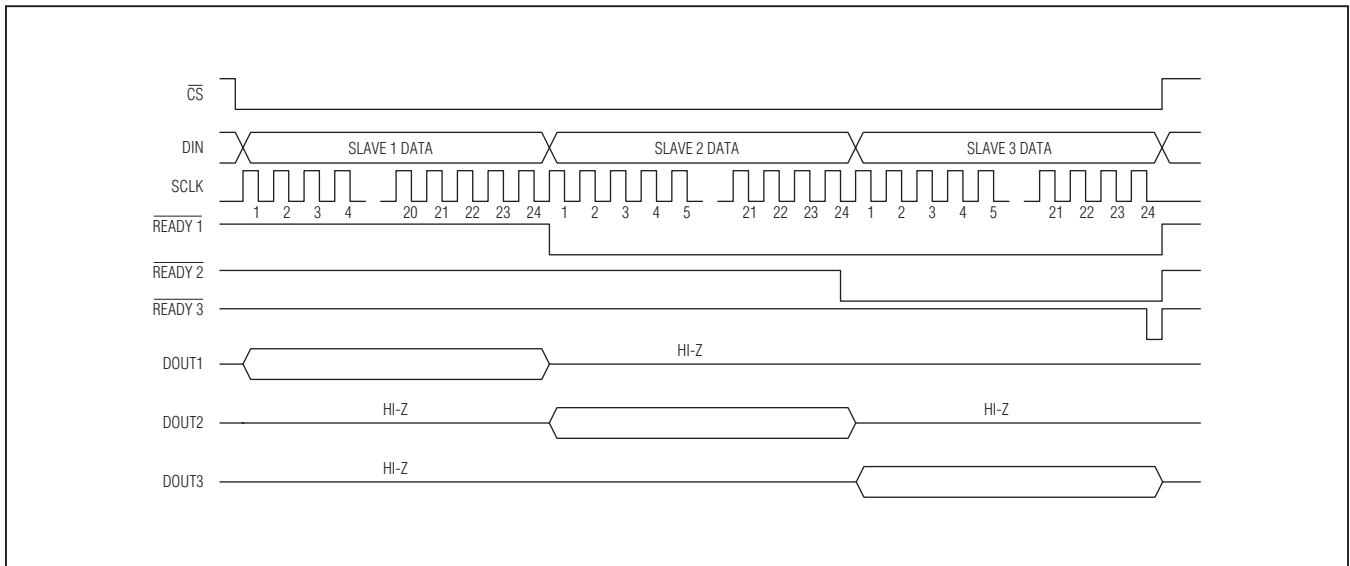 CS
DIN SLAVE 1 DATA SLAVE 2 DATA SLAVE 3 DATA
SCLK
1 2 3 4 20 21 22 23 24 1 2 3 4 5 21 22 23 24 1 2 3 4 5 21 22 23 24
READY 1
READY 2
READY 3
DOUT1 HI-Z
DOUT2 HI-Z HI-Z
DOUT3 HI-Z